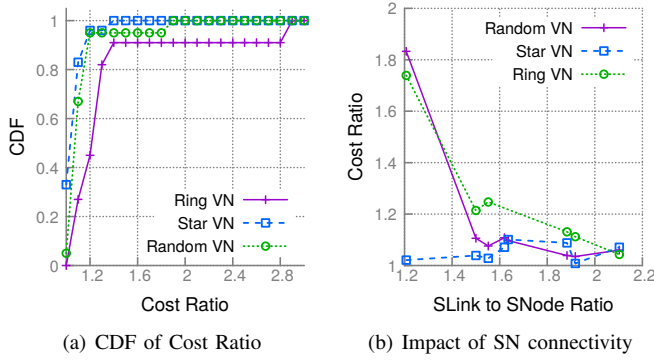 CDF
1
0.8
0.6
0.4
0.2
0
1.2 1.6 2 2.4 2.8
Cost Ratio
Ring VN
Star VN
Random VN
(a) CDF of Cost Ratio
Cost Ratio
2
1.8
1.6
1.4
1.2
1
1.2 1.4 1.6 1.8 2 2.2
SLink to SNode Ratio
Random VN
Star VN
Ring VN
(b) Impact of SN connectivity